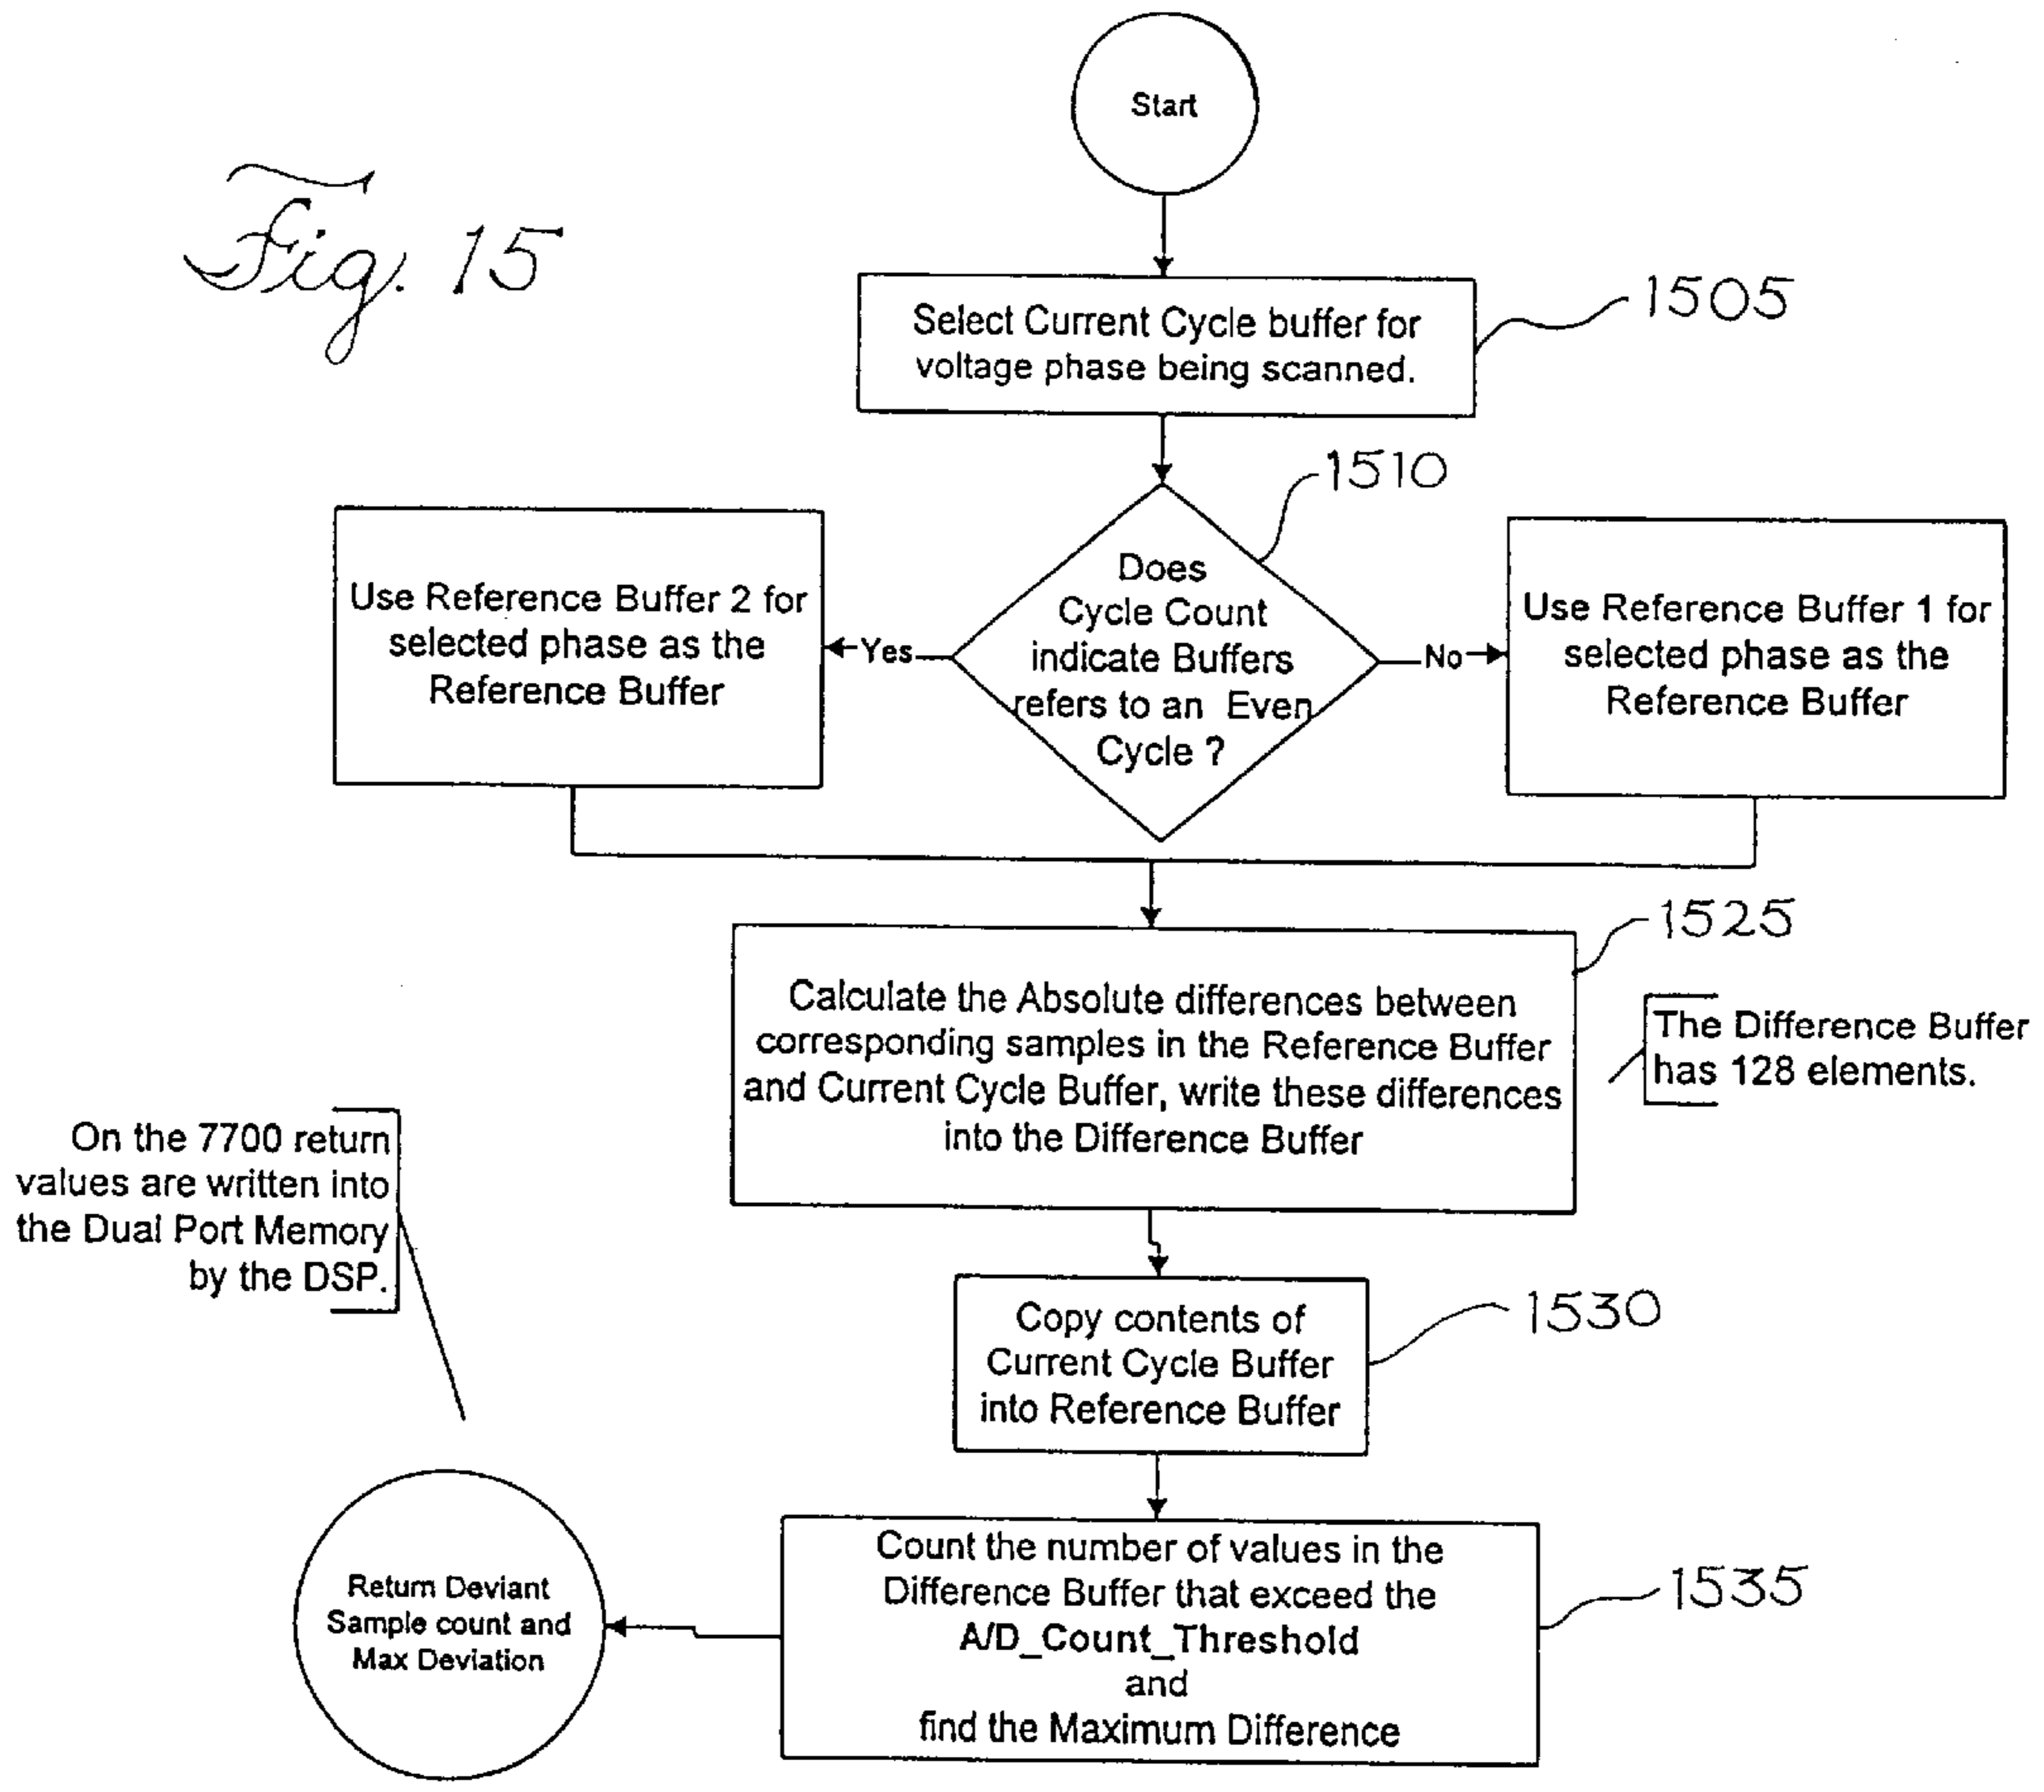 Start
Fig. 15
Select Current Cycle buffer for
voltage phase being scanned.
1505
1510
Does
Cycle Count
indicate Buffers
refers to an Even
Cycle ?
Yes
No
Use Reference Buffer 2 for
selected phase as the
Reference Buffer
Use Reference Buffer 1 for
selected phase as the
Reference Buffer
1525
Calculate the Absolute differences between
corresponding samples in the Reference Buffer
and Current Cycle Buffer, write these differences
into the Difference Buffer
The Difference Buffer
has 128 elements.
On the 7700 return
values are written into
the Dual Port Memory
by the DSP.
Copy contents of
Current Cycle Buffer
into Reference Buffer
1530
Count the number of values in the
Difference Buffer that exceed the
A/D_Count_Threshold
and
find the Maximum Difference
1535
Return Deviant
Sample count and
Max Deviation